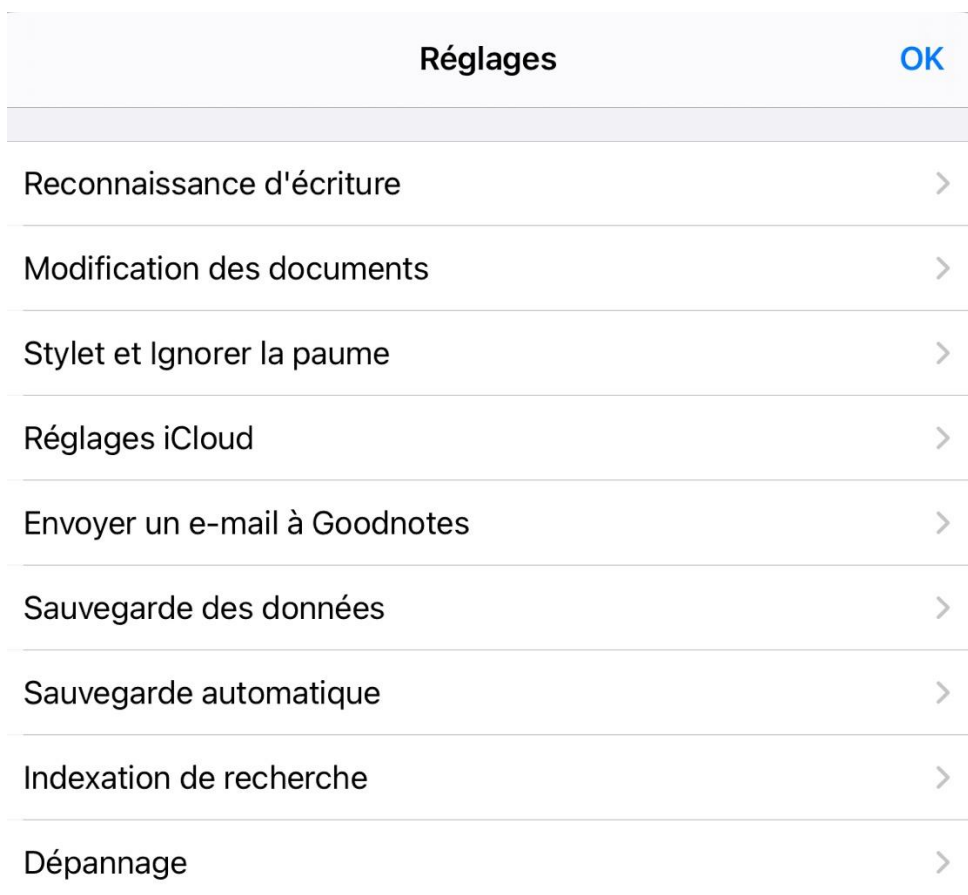 Réglages
OK
Reconnaissance d'écriture
Modification des documents
Stylet et Ignorer la paume
Réglages iCloud
Envoyer un e-mail à Goodnotes
Sauvegarde des données
Sauvegarde automatique
Indexation de recherche
Dépannage